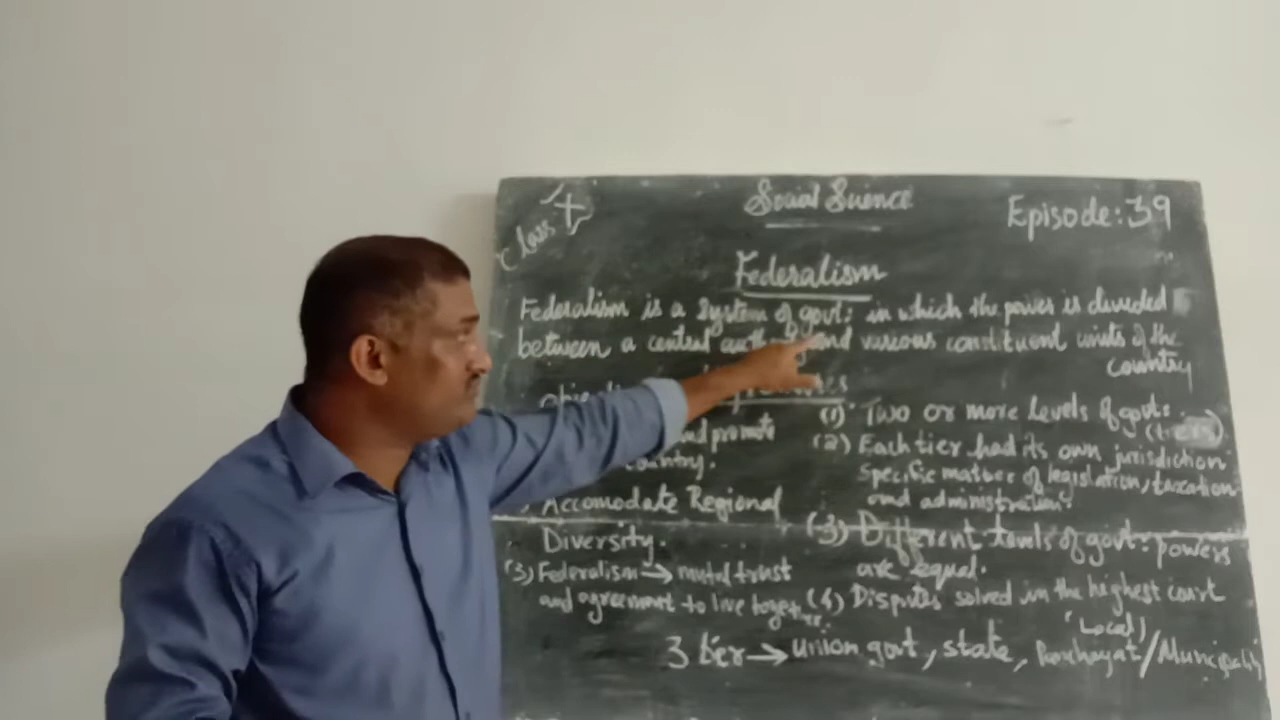 Class X
Social Science
Episode: 39
Federalism
Federalism is a System of govt: in which the power is divided
between a central and various constituent units of the
Country
and promote
country.
Accomodate Regional
Diversity.
(3) Federalism → mutal trust
and agreement to live
(1) Two or more levels of govt:
(tiers)
(2) Each tier had its own jurisdiction
Specific matter of legislation, taxation
and administration.
(3) Different levels of govt: powers
are equal.
(4) Disputes solved in the highest court
(Local)
3 tier → union govt, state, Panchayat/Municipality